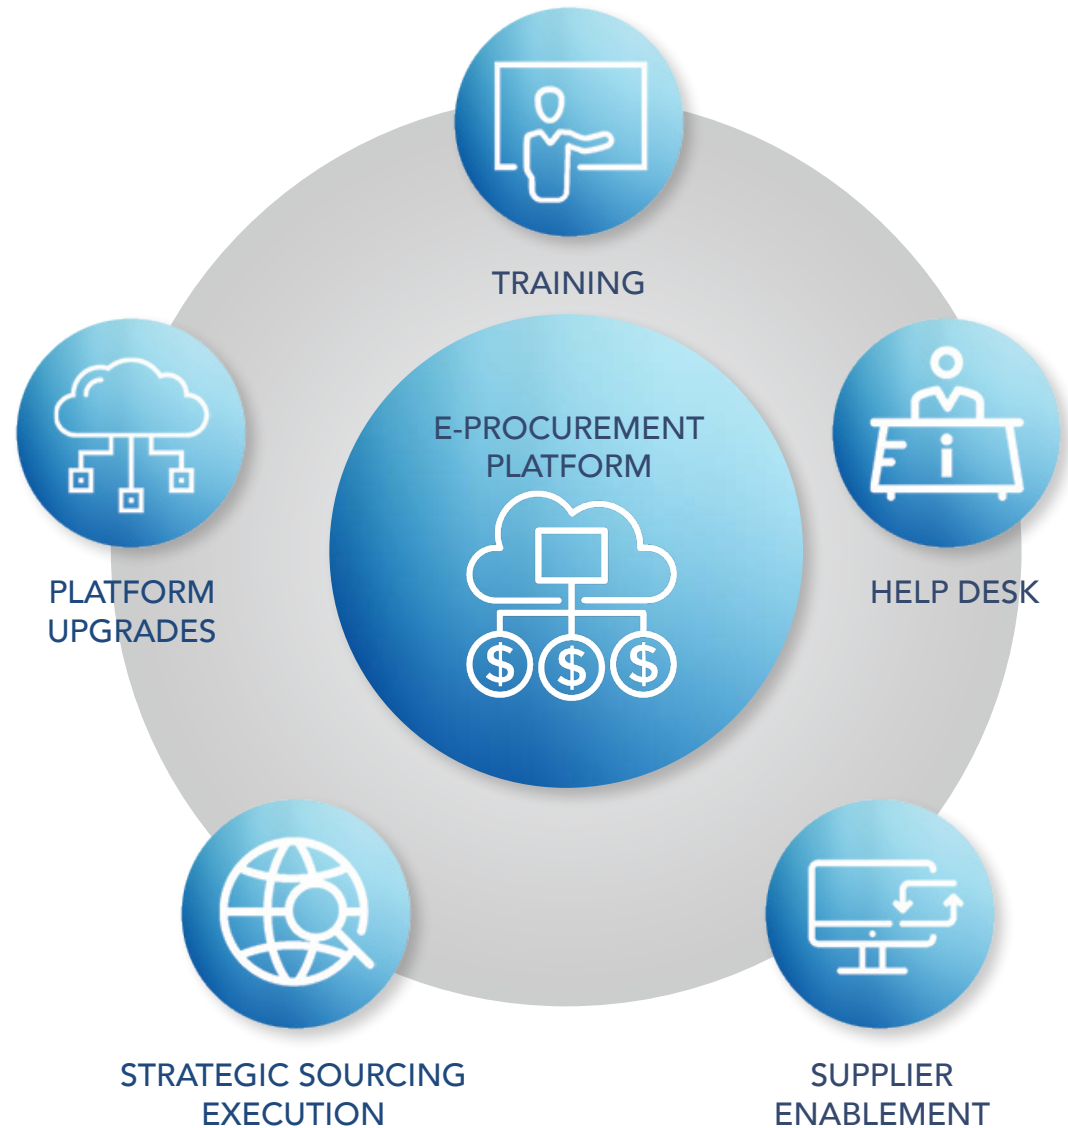 TRAINING
E-PROCUREMENT
PLATFORM
$ $ $
i
PLATFORM
UPGRADES
HELP DESK
STRATEGIC SOURCING
EXECUTION
SUPPLIER
ENABLEMENT